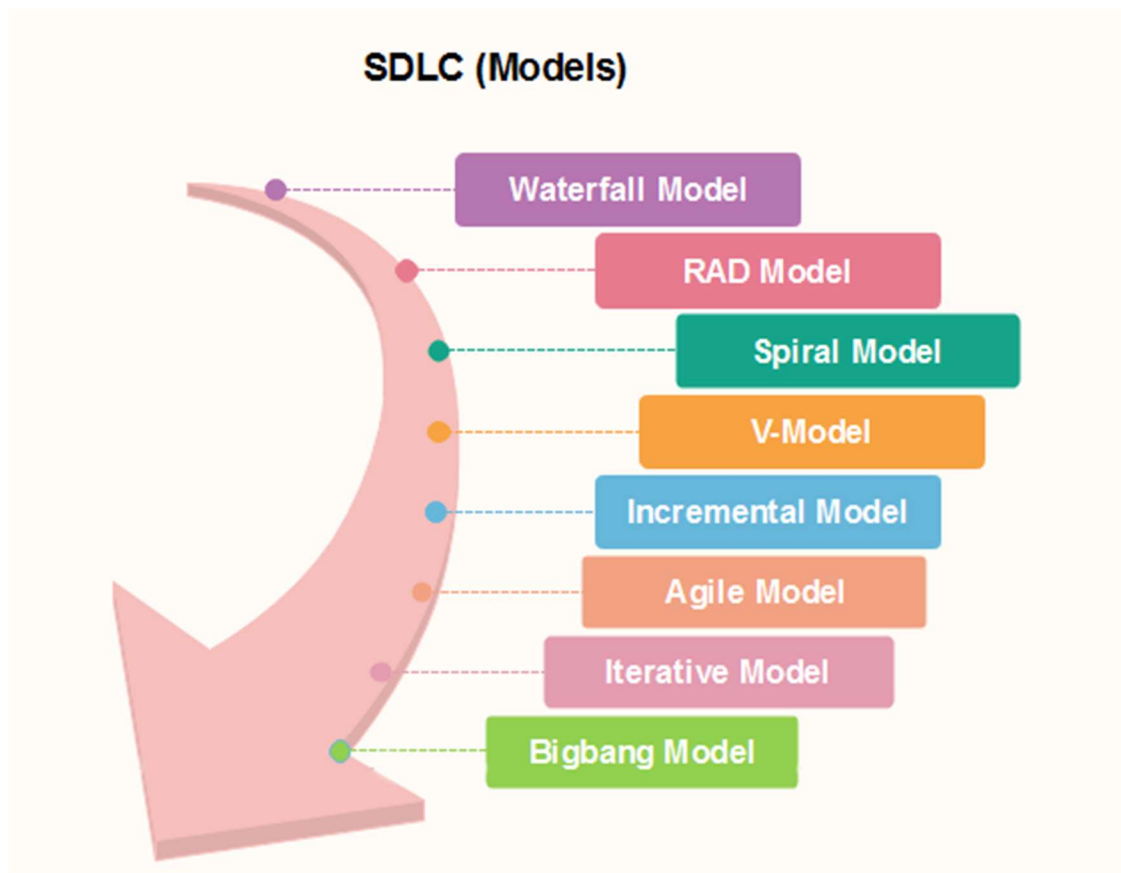 SDLC (Models)
Waterfall Model
RAD Model
Spiral Model
V-Model
Incremental Model
Agile Model
Iterative Model
Bigbang Model